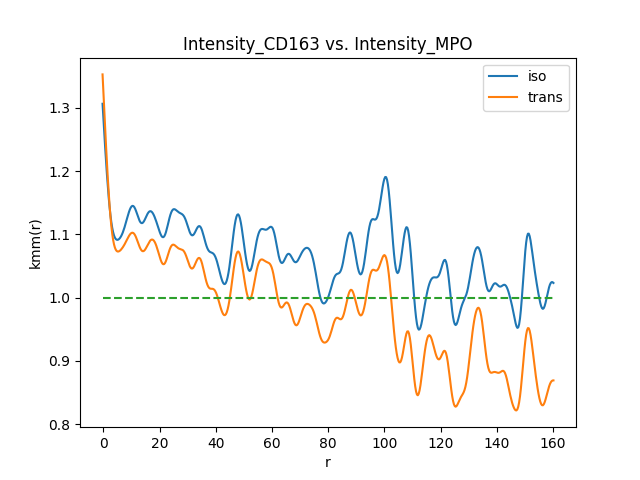 Intensity_CD163 vs. Intensity_MPO
iso
trans
kmm(r)
1.3
1.2
1.1
1.0
0.9
0.8
0 20 40 60 80 100 120 140 160
r